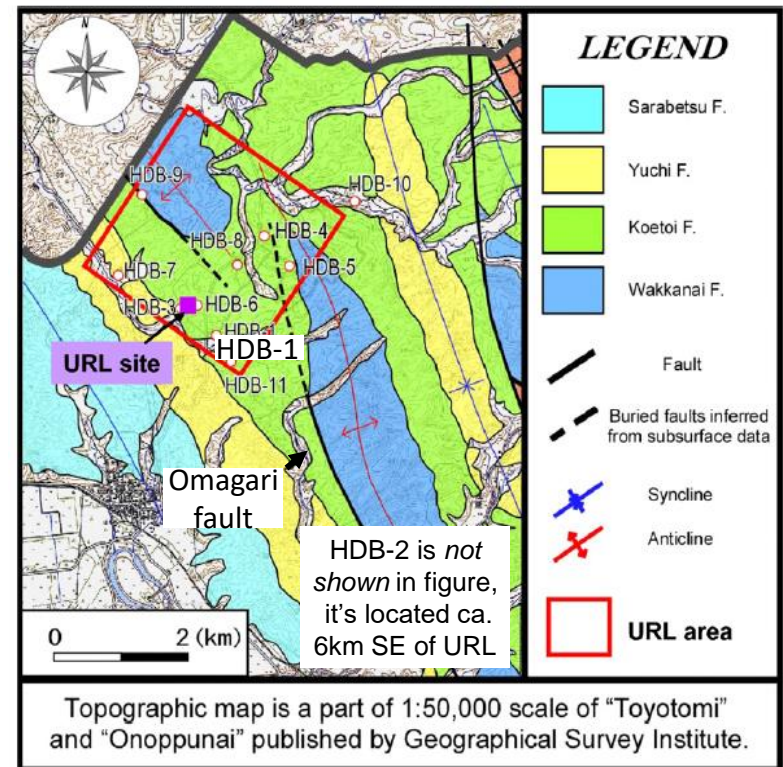 HDB-9
HDB-10
HDB-4
HDB-8
HDB-5
HDB-7
HDB-3
HDB-6
HDB-1
URL site
HDB-11
Omagari
fault
HDB-2 is not
shown in figure,
it's located ca.
6km SE of URL
0 2 (km)
LEGEND
Sarabetsu F.
Yuchi F.
Koetoi F.
Wakkanai F.
Fault
Buried faults inferred
from subsurface data
Syncline
Anticline
URL area
Topographic map is a part of 1:50,000 scale of “Toyotomi”
and “Onoppunai” published by Geographical Survey Institute.